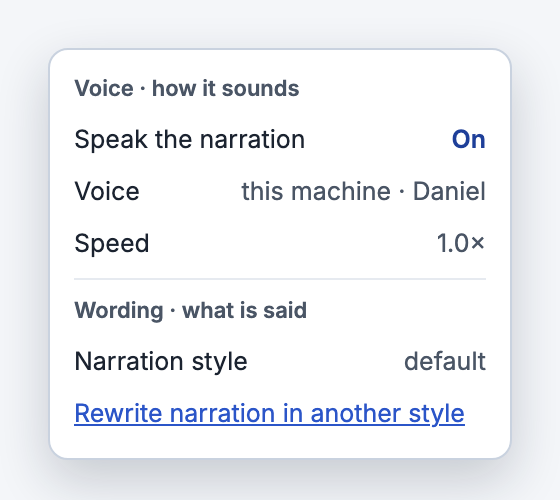 Voice · how it sounds
Speak the narration On
Voice this machine · Daniel
Speed 1.0×
Wording · what is said
Narration style default
Rewrite narration in another style